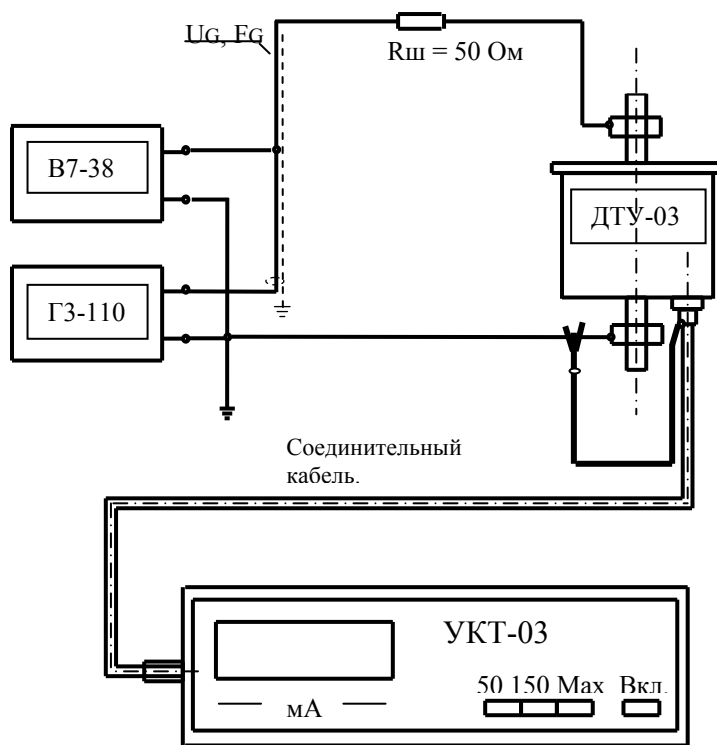 UG, FG
Rш = 50 Ом
В7-38
ДТУ-03
Г3-110
Соединительный
кабель.
УКТ-03
50 150 Max Вкл.
мА